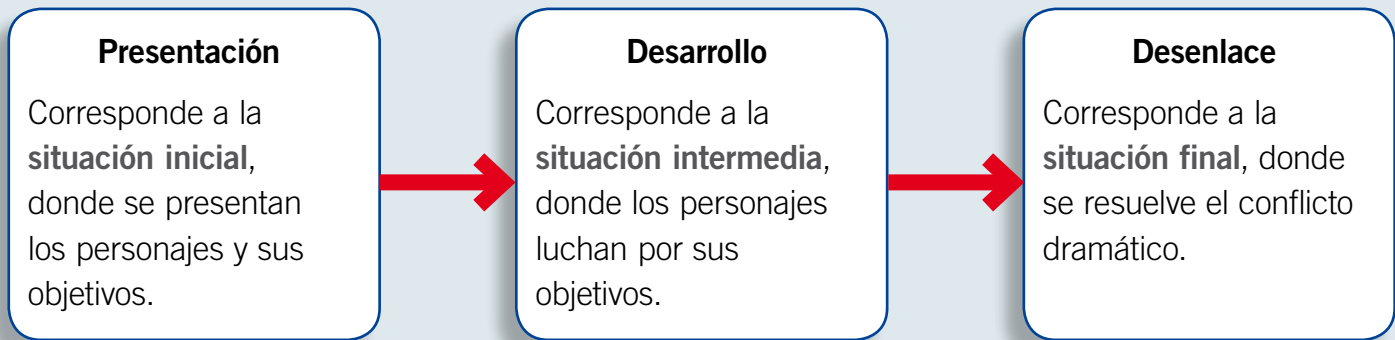 Presentación
Corresponde a la
situación inicial,
donde se presentan
los personajes y sus
objetivos.
Desarrollo
Corresponde a la
situación intermedia,
donde los personajes
luchan por sus
objetivos.
Desenlace
Corresponde a la
situación final, donde
se resuelve el conflicto
dramático.